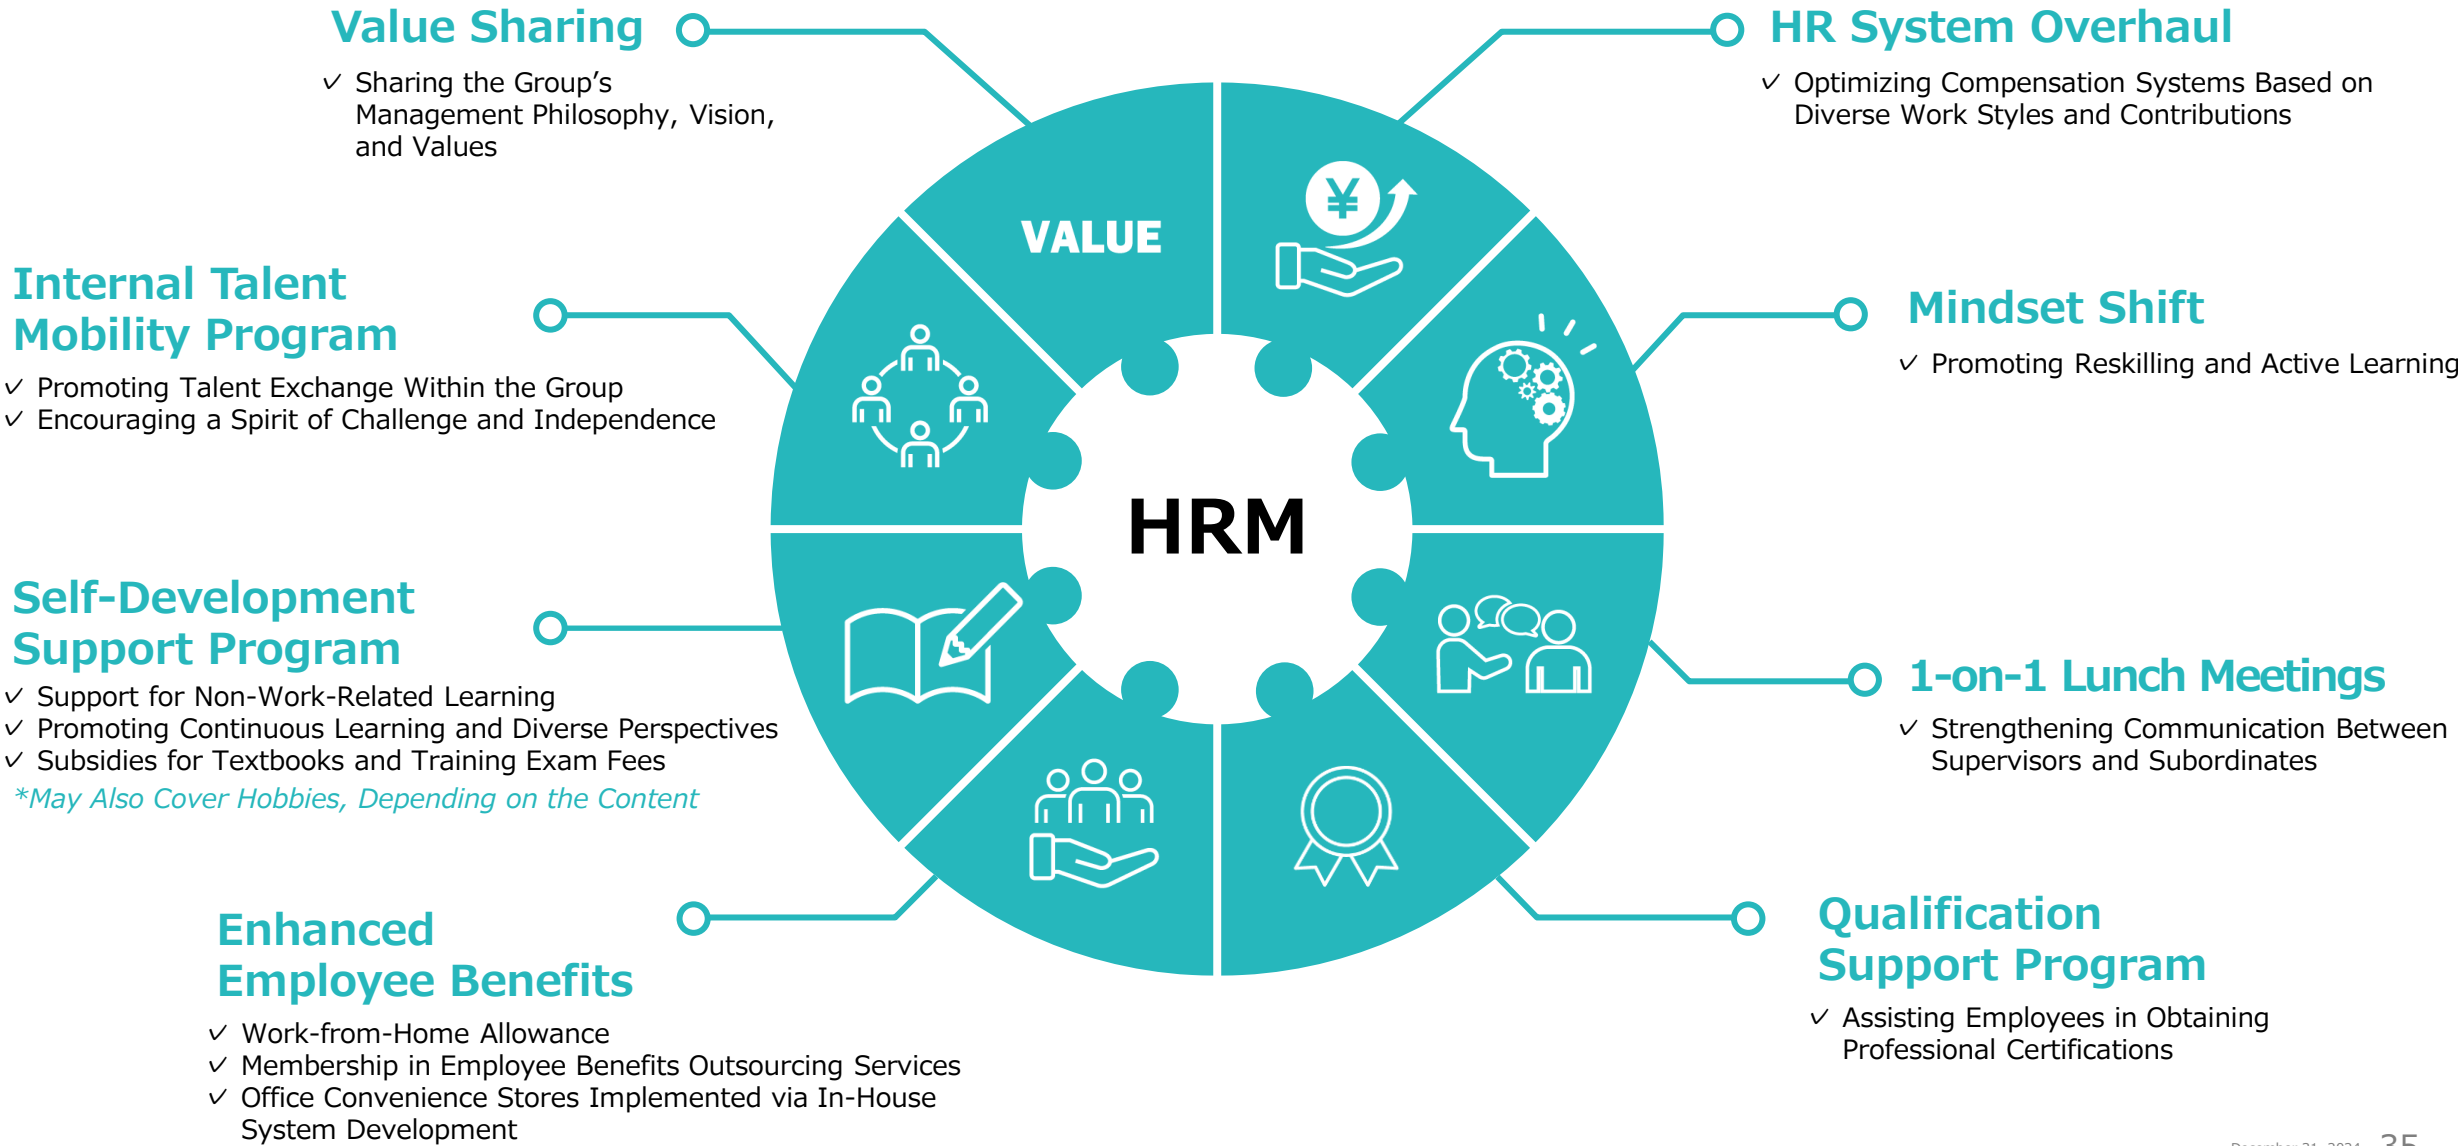 Value Sharing
✓ Sharing the Group’s
Management Philosophy, Vision,
and Values
HR System Overhaul
✓ Optimizing Compensation Systems Based on
Diverse Work Styles and Contributions
VALUE
¥
Internal Talent
Mobility Program
✓ Promoting Talent Exchange Within the Group
✓ Encouraging a Spirit of Challenge and Independence
Mindset Shift
✓ Promoting Reskilling and Active Learning
HRM
Self-Development
Support Program
✓ Support for Non-Work-Related Learning
✓ Promoting Continuous Learning and Diverse Perspectives
✓ Subsidies for Textbooks and Training Exam Fees
*May Also Cover Hobbies, Depending on the Content
1-on-1 Lunch Meetings
✓ Strengthening Communication Between
Supervisors and Subordinates
Enhanced
Employee Benefits
✓ Work-from-Home Allowance
✓ Membership in Employee Benefits Outsourcing Services
✓ Office Convenience Stores Implemented via In-House
System Development
Qualification
Support Program
✓ Assisting Employees in Obtaining
Professional Certifications
35